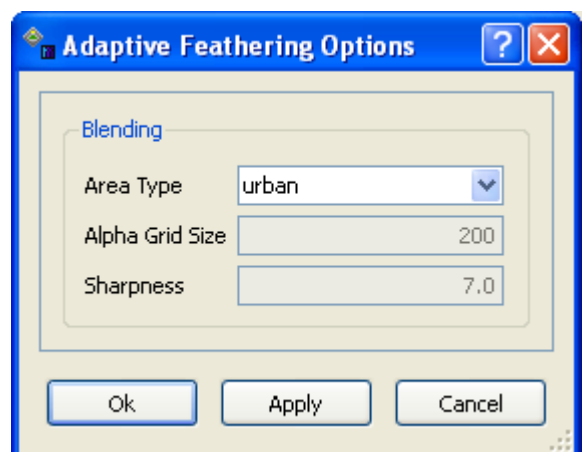 Adaptive Feathering Options
Blending
Area Type urban
Alpha Grid Size 200
Sharpness 7.0
Ok Apply Cancel